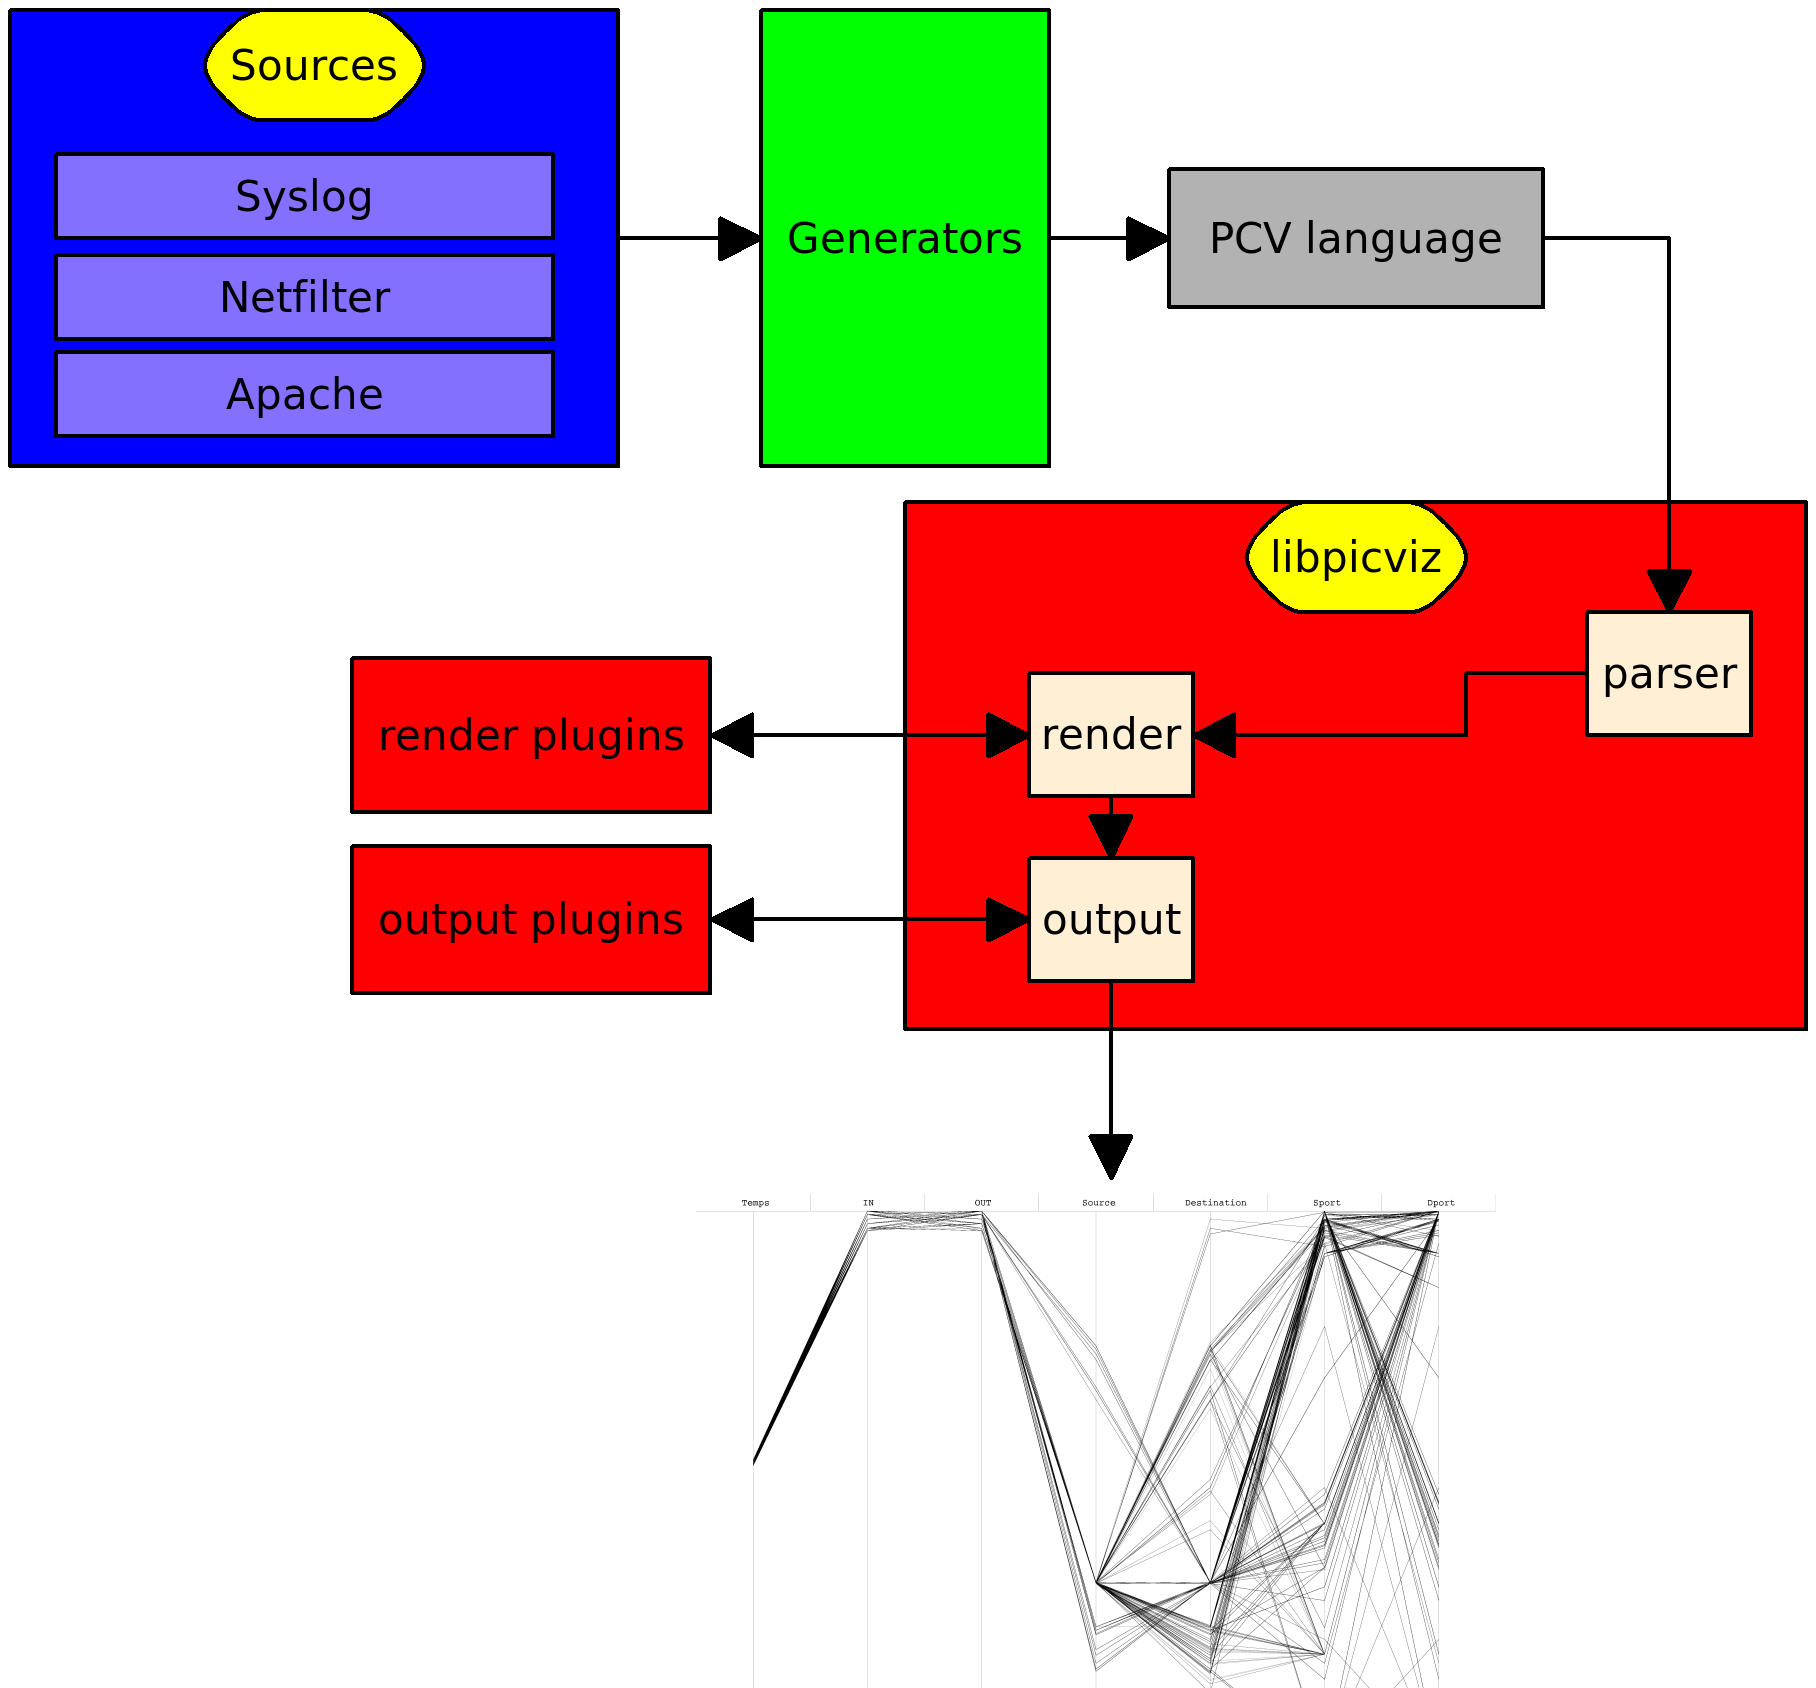 Sources
Syslog
Netfilter
Apache
Generators
PCV language
libpicviz
parser
render
render plugins
output
output plugins
Temps IN OUT Source Destination Sport Dport